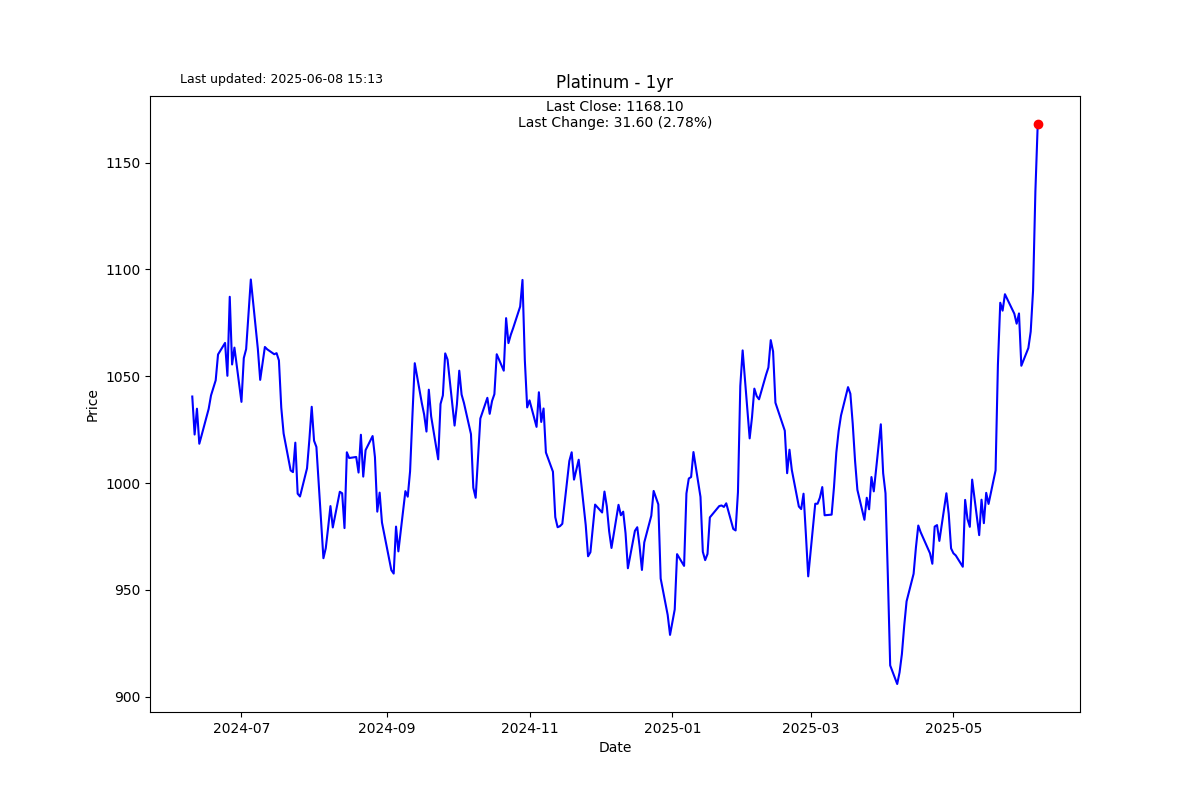 Last updated: 2025-06-08 15:13
Platinum - 1yr
Last Close: 1168.10
Last Change: 31.60 (2.78%)
Price
1150
1100
1050
1000
950
900
2024-07
2024-09
2024-11
2025-01
2025-03
2025-05
Date